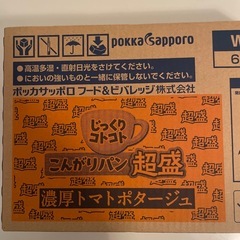 pokka sapporo
●高温多湿・直射日光をさけてください。
●においの強いものと一緒に保管しないでください。
ポッカサッポロ フード&ビバレッジ株式会社
じっくり
コトコト
こんがりパン 超盛
濃厚トマトポタージュ
超盛
W
6